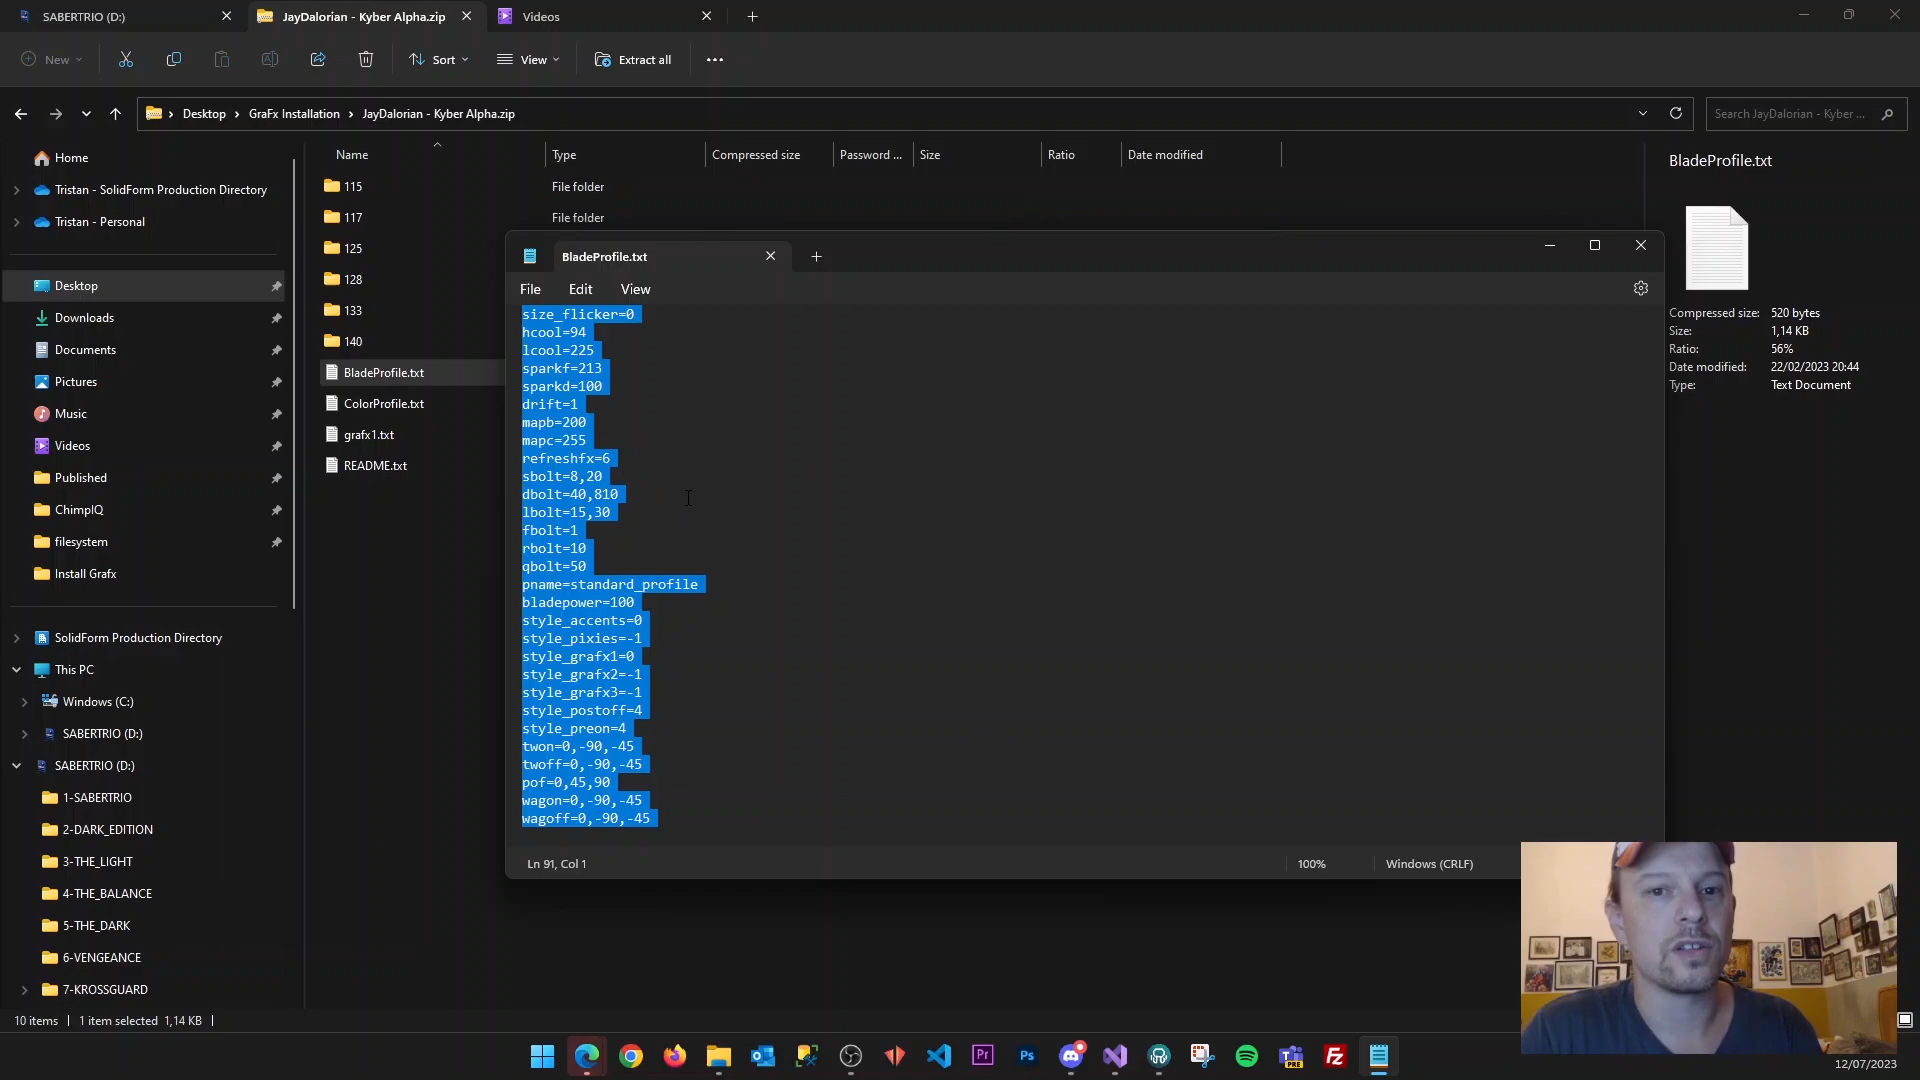 SABERTRIO (D:)
JayDalorian - Kyber Alpha.zip
Videos
New
Sort
View
Extract all
Desktop
GraFx Installation
JayDalorian - Kyber Alpha.zip
Search JayDalorian - Kyber ...
Home
Tristan - SolidForm Production Directory
Tristan - Personal
Desktop
Downloads
Documents
Pictures
Music
Videos
Published
ChimpIQ
filesystem
Install Grafx
SolidForm Production Directory
This PC
Windows (C:)
SABERTRIO (D:)
SABERTRIO (D:)
1-SABERTRIO
2-DARK_EDITION
3-THE_LIGHT
4-THE_BALANCE
5-THE_DARK
6-VENGEANCE
7-KROSSGUARD
Name Type Compressed size Password ... Size Ratio Date modified
115 File folder
117 File folder
125
128
133
140
BladeProfile.txt
ColorProfile.txt
grafx1.txt
README.txt
BladeProfile.txt
File Edit View
size_flicker=0
hcool=94
lcool=225
sparkf=213
sparkd=100
drift=1
mapb=200
mapc=255
refreshfx=6
sbolt=8,20
dbolt=40,810
lbolt=15,30
fbolt=1
rbolt=10
qbolt=50
pname=standard_profile
bladepower=100
style_accents=0
style_pixies=-1
style_grafx1=0
style_grafx2=-1
style_grafx3=-1
style_postoff=4
style_preon=4
twon=0,-90,-45
twoff=0,-90,-45
pof=0,45,90
wagon=0,-90,-45
wagoff=0,-90,-45
Ln 91, Col 1
100%
Windows (CRLF)
BladeProfile.txt
Compressed size: 520 bytes
Size: 1,14 KB
Ratio: 56%
Date modified: 22/02/2023 20:44
Type: Text Document
10 items
1 item selected 1,14 KB
Pr
Ps
PRE
Fz
12/07/2023